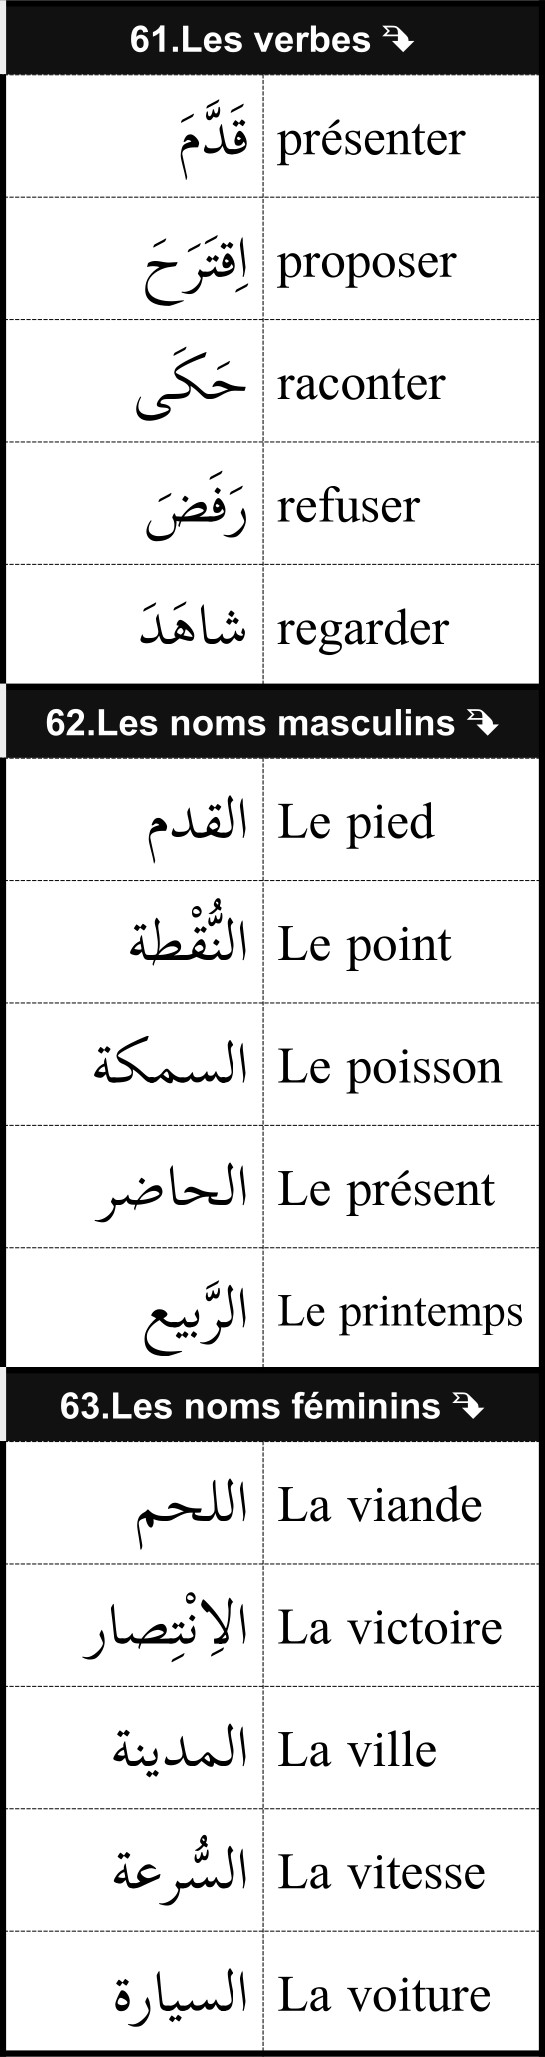 61.Les verbes
قَدَّمَ présenter
اِقتَرَحَ proposer
حَكَى raconter
رَفَضَ refuser
شاهَدَ regarder
62.Les noms masculins
القدم Le pied
النُّقْطة Le point
السمكة Le poisson
الحاضر Le présent
الرَّبيع Le printemps
63.Les noms féminins
اللحم La viande
الاِنْتِصار La victoire
المدينة La ville
السُّرعة La vitesse
السيارة La voiture